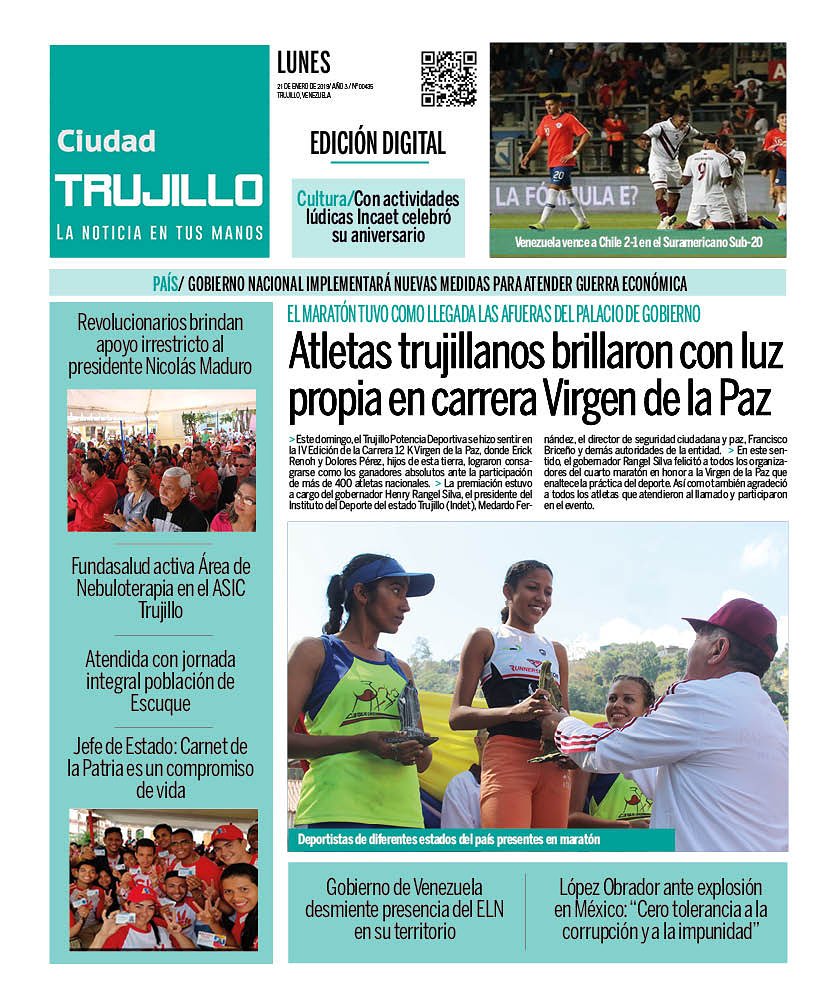 Ciudad
TRUJILLO
LA NOTICIA EN TUS MANOS
LUNES
21 DE ENERO DE 2019/ AÑO 3 / Nº 00435
TRUJILLO, VENEZUELA
EDICIÓN DIGITAL
Cultura/Con actividades
lúdicas Incaet celebró
su aniversario
20
9
A
LA FÓRMULA E?
Venezuela vence a Chile 2-1 en el Suramericano Sub-20
PAÍS/ GOBIERNO NACIONAL IMPLEMENTARÁ NUEVAS MEDIDAS PARA ATENDER GUERRA ECONÓMICA
Revolucionarios brindan
apoyo irrestricto al
presidente Nicolás Maduro
Fundasalud activa Área de
Nebuloterapia en el ASIC
Trujillo
Atendida con jornada
integral población de
Escuque
Jefe de Estado: Carnet de
la Patria es un compromiso
de vida
EL MARATÓN TUVO COMO LLEGADA LAS AFUERAS DEL PALACIO DE GOBIERNO
Atletas trujillanos brillaron con luz
propia en carrera Virgen de la Paz
> Este domingo, el Trujillo Potencia Deportiva se hizo sentir en
la IV Edición de la Carrera 12 K Virgen de la Paz, donde Erick
Renoh y Dolores Pérez, hijos de esta tierra, lograron consa-
grarse como los ganadores absolutos ante la participación
de más de 400 atletas nacionales. > La premiación estuvo
a cargo del gobernador Henry Rangel Silva, el presidente del
Instituto del Deporte del estado Trujillo (Indet), Medardo Fer-
nández, el director de seguridad ciudadana y paz, Francisco
Briceño y demás autoridades de la entidad. > En este sen-
tido, el gobernador Rangel Silva felicitó a todos los organiza-
dores del cuarto maratón en honor a la Virgen de la Paz que
enaltece la práctica del deporte. Así como también agradeció
a todos los atletas que atendieron al llamado y participaron
en el evento.
Deportistas de diferentes estados del país presentes en maratón
Gobierno de Venezuela
desmiente presencia del ELN
en su territorio
López Obrador ante explosión
en México: “Cero tolerancia a la
corrupción y a la impunidad”